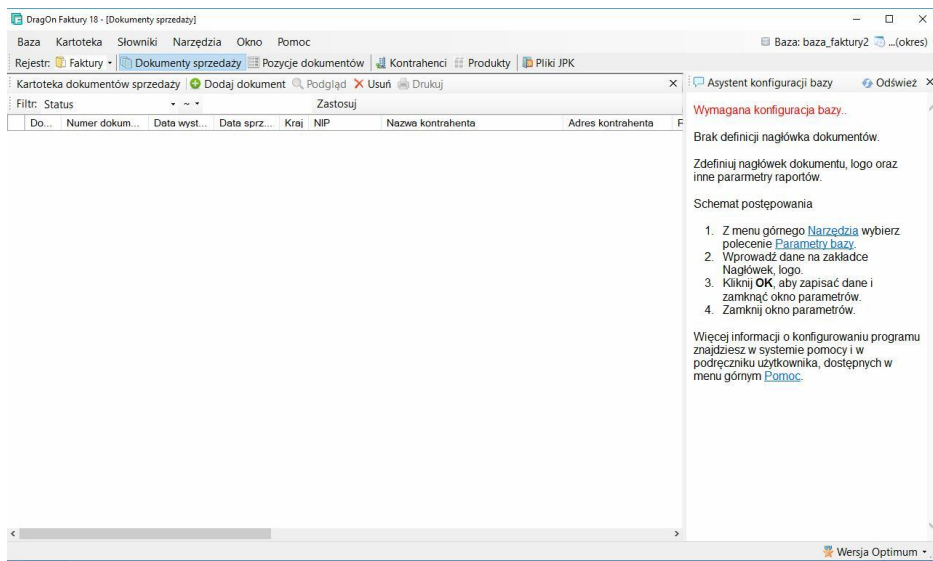 DragOn Faktury 18 - [Dokumenty sprzedaży]
Baza Kartoteka Słowniki Narzędzia Okno Pomoc Baza: baza_faktury2 ...(okres)
Rejestr: Faktury Dokumenty sprzedaży Pozycje dokumentów Kontrahenci Produkty Pliki JPK
Kartoteka dokumentów sprzedaży Dodaj dokument Podgląd Usuń Drukuj
Filtr: Status ~ Zastosuj
Do... Numer dokum... Data wyst... Data sprz... Kraj NIP Nazwa kontrahenta Adres kontrahenta
Asystent konfiguracji bazy Odśwież
Wymagana konfiguracja bazy..
Brak definicji nagłówka dokumentów.
Zdefiniuj nagłówek dokumentu, logo oraz
inne pararmetry raportów.
Schemat postępowania
1. Z menu górnego Narzędzia wybierz
polecenie Parametry bazy.
2. Wprowadź dane na zakładce
Nagłówek, logo.
3. Kliknij OK, aby zapisać dane i
zamknąć okno parametrów.
4. Zamknij okno parametrów.
Więcej informacji o konfigurowaniu programu
znajdziesz w systemie pomocy i w
podręczniku użytkownika, dostępnych w
menu górnym Pomoc.
Wersja Optimum